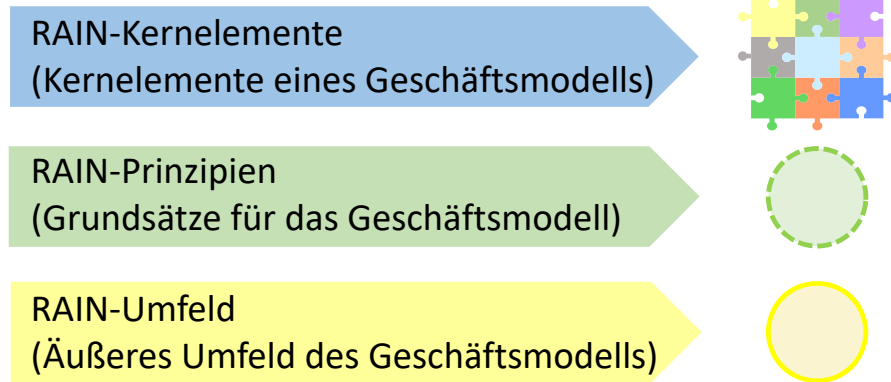 RAIN-Kernelemente
(Kernelemente eines Geschäftsmodells)
RAIN-Prinzipien
(Grundsätze für das Geschäftsmodell)
RAIN-Umfeld
(Äußeres Umfeld des Geschäftsmodells)